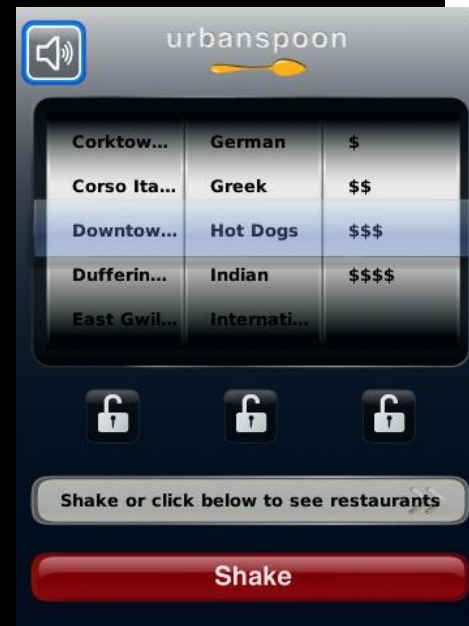 urbanspoon
Corktow... German $
Corso Ita... Greek $$
Downtow... Hot Dogs $$$
Dufferin... Indian $$$$
East Gwil... Internati...
Shake or click below to see restaurants
Shake